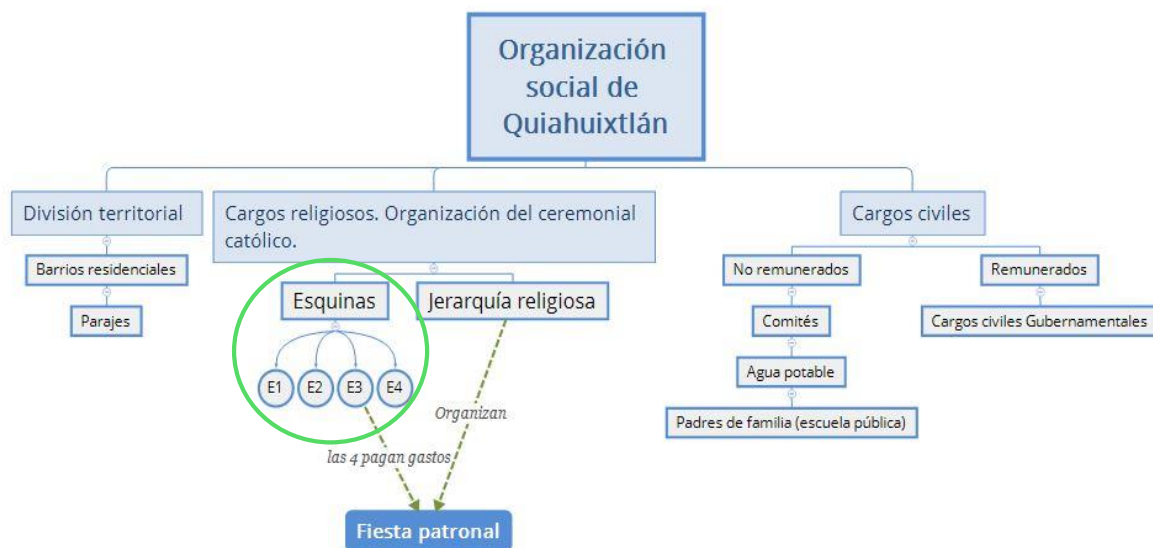 Organización
social de
Quiahuixtlán
División territorial
Cargos religiosos. Organización del ceremonial
católico.
Cargos civiles
Barrios residenciales
Parajes
Esquinas
Jerarquía religiosa
E1
E2
E3
E4
No remunerados
Remunerados
Comités
Cargos civiles Gubernamentales
Agua potable
Padres de familia (escuela pública)
Organizan
las 4 pagan gastos
Fiesta patronal